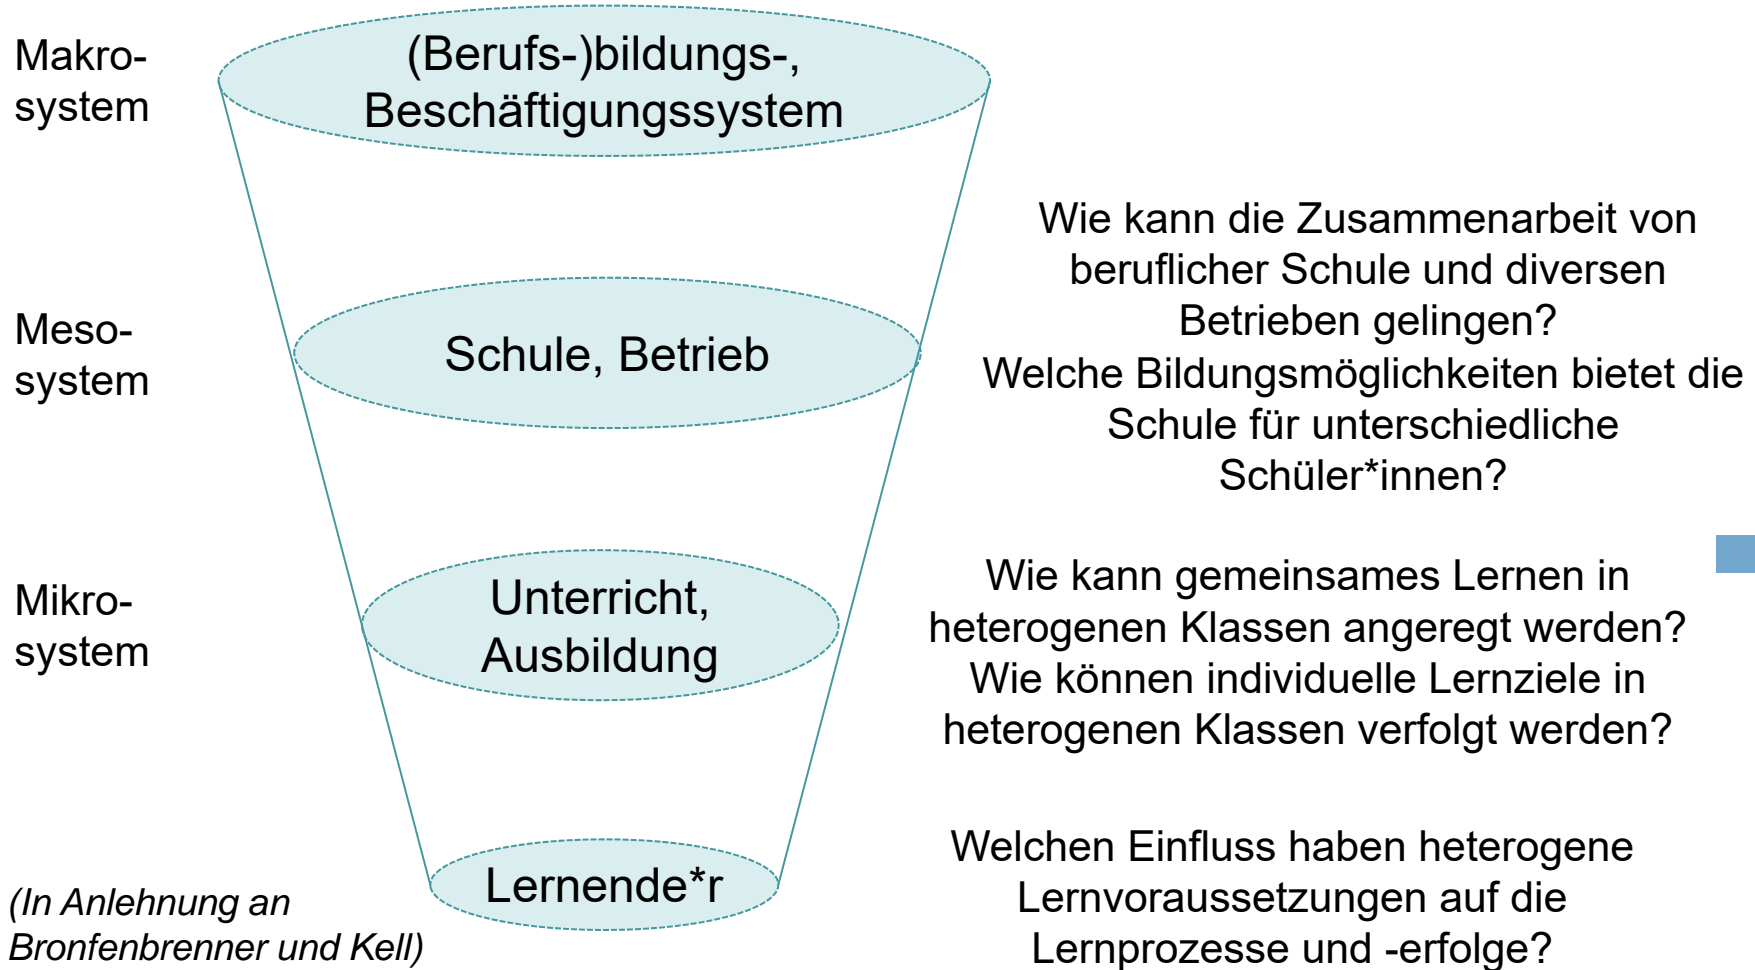 Makro-
system
(Berufs-)bildungs-,
Beschäftigungssystem
Meso-
system
Schule, Betrieb
Wie kann die Zusammenarbeit von
beruflicher Schule und diversen
Betrieben gelingen?
Welche Bildungsmöglichkeiten bietet die
Schule für unterschiedliche
Schüler*innen?
Mikro-
system
Unterricht,
Ausbildung
Wie kann gemeinsames Lernen in
heterogenen Klassen angeregt werden?
Wie können individuelle Lernziele in
heterogenen Klassen verfolgt werden?
Lernende*r
Welchen Einfluss haben heterogene
Lernvoraussetzungen auf die
Lernprozesse und -erfolge?
(In Anlehnung an
Bronfenbrenner und Kell)